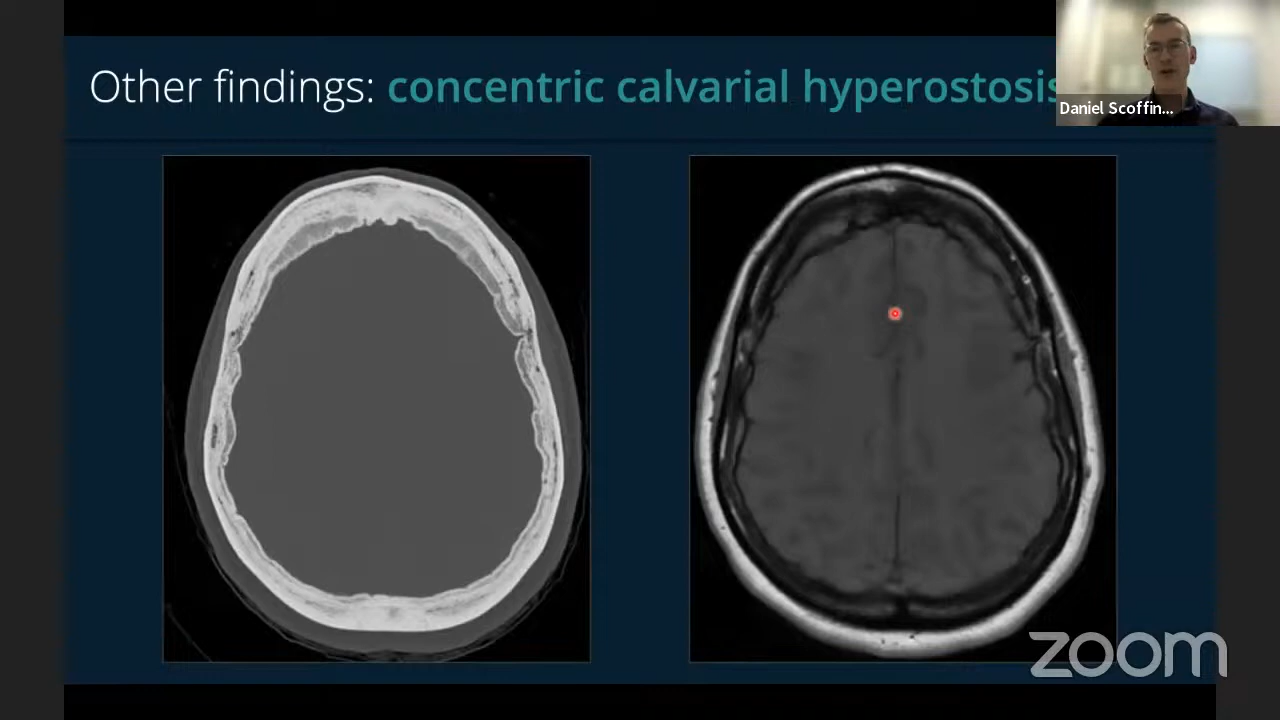 Other findings: concentric calvarial hyperostosis
Daniel Scoffin...
zoom